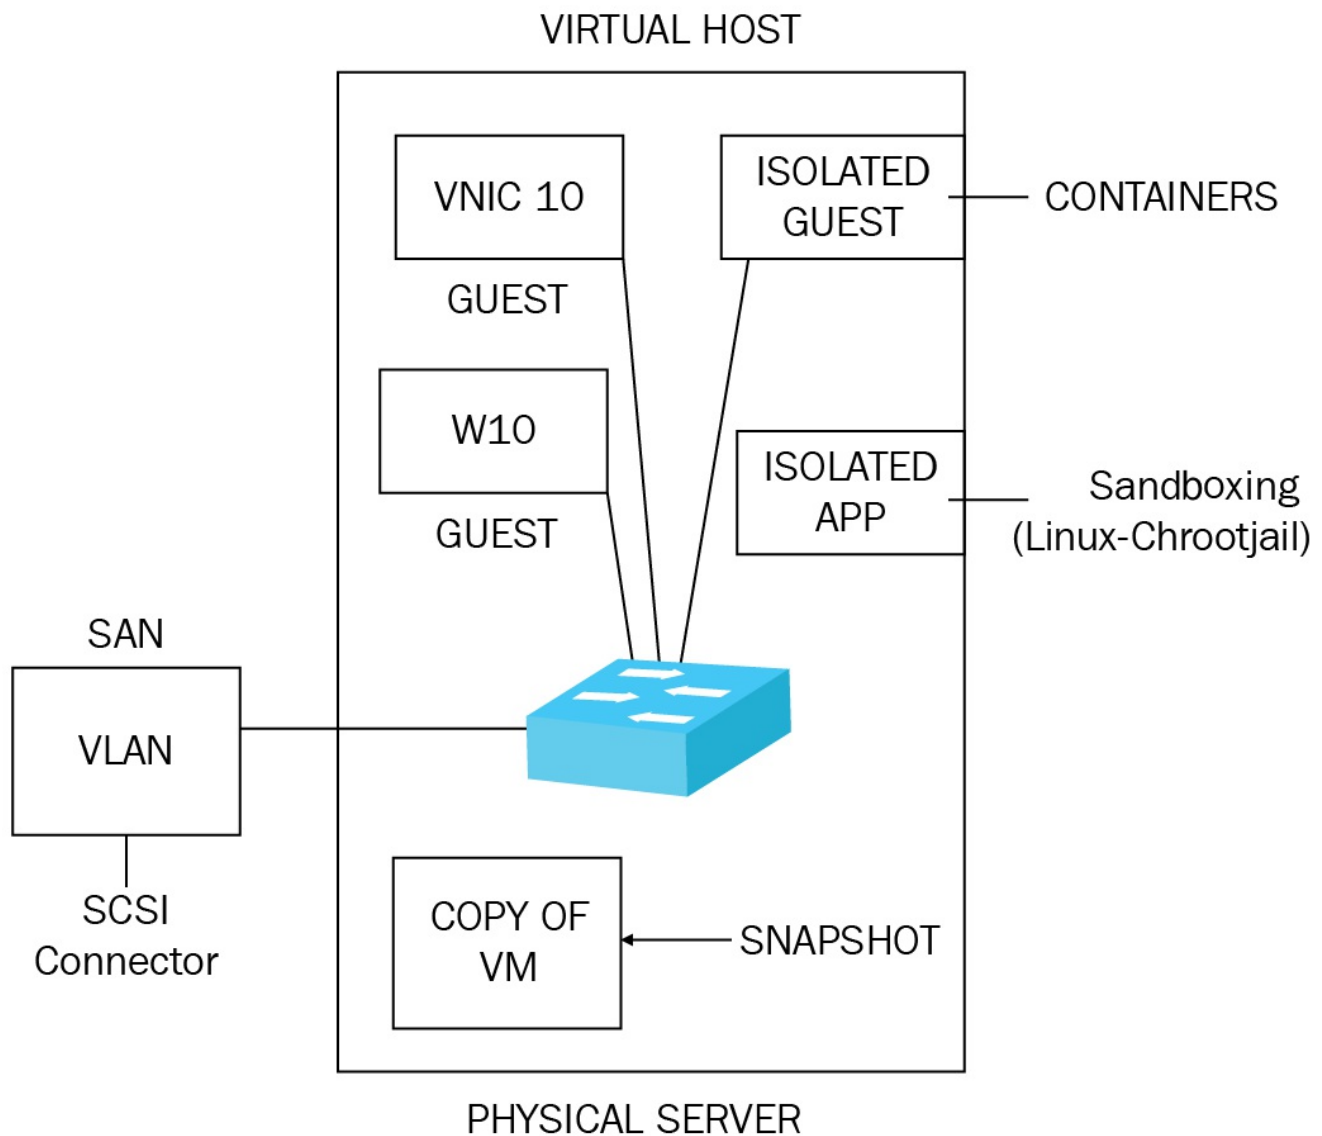 VIRTUAL HOST
VNIC 10
GUEST
ISOLATED
GUEST
CONTAINERS
W10
GUEST
ISOLATED
APP
Sandboxing
(Linux-Chrootjail)
SAN
VLAN
SCSI
Connector
COPY OF
VM
SNAPSHOT
PHYSICAL SERVER